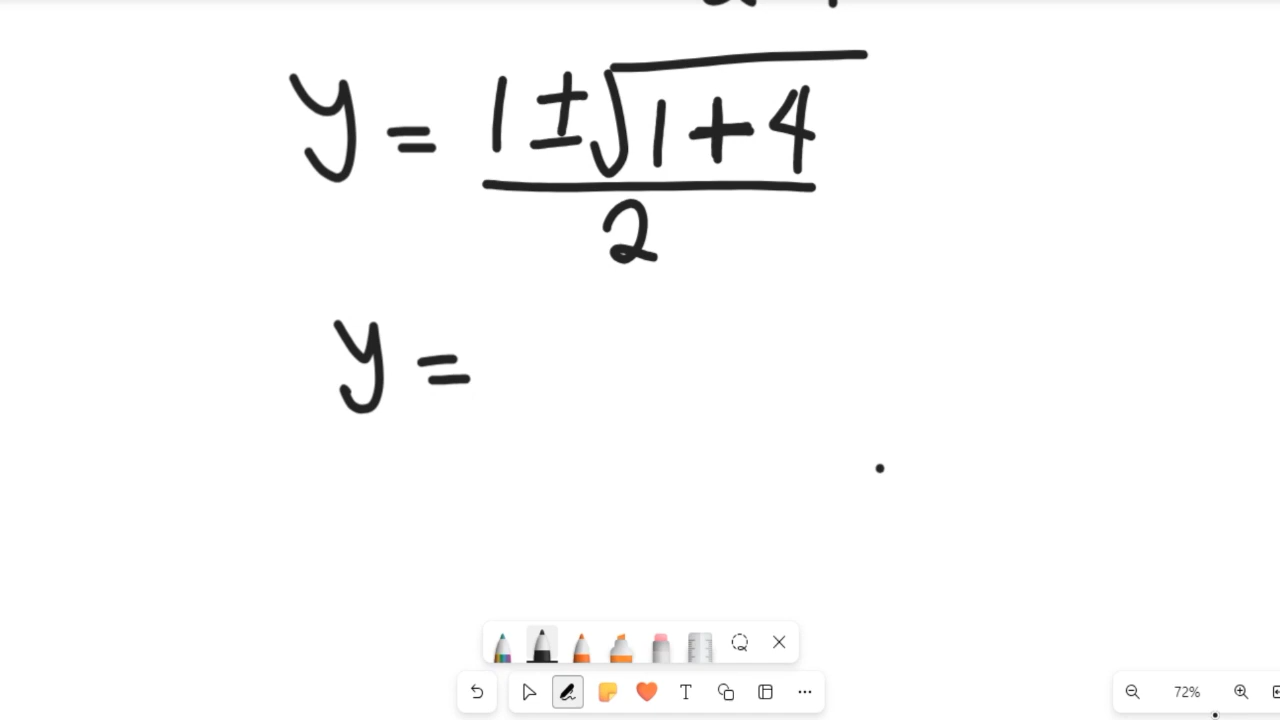 y = 1 ± √1 + 4
2
y =
T
72%